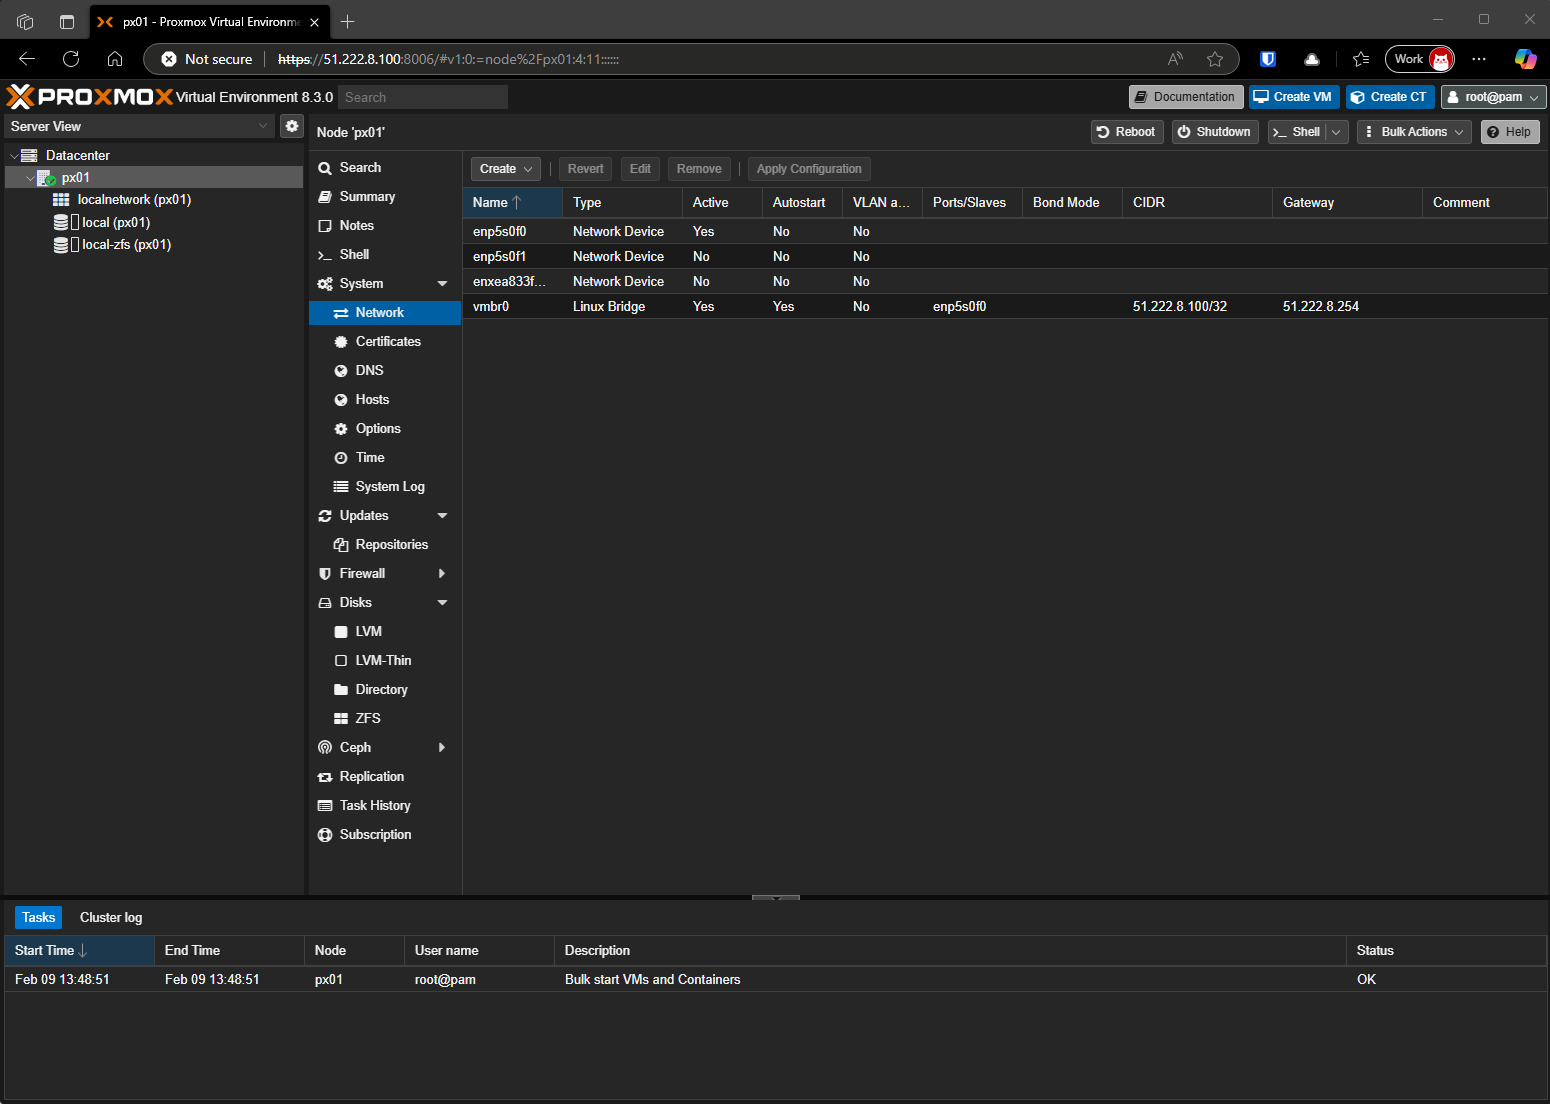 px01 - Proxmox Virtual Environm
Not secure https://51.222.8.100:8006/#v1:0:=node%2Fpx01:4:11::::::
Work
PROXMOX Virtual Environment 8.3.0 Search
Documentation Create VM Create CT root@pam
Server View
Node 'px01'
Reboot Shutdown Shell Bulk Actions Help
Datacenter
px01
localnetwork (px01)
local (px01)
local-zfs (px01)
Search
Summary
Notes
Shell
System
Network
Certificates
DNS
Hosts
Options
Time
System Log
Updates
Repositories
Firewall
Disks
LVM
LVM-Thin
Directory
ZFS
Ceph
Replication
Task History
Subscription
Create Revert Edit Remove Apply Configuration
Name Type Active Autostart VLAN a... Ports/Slaves Bond Mode CIDR Gateway Comment
enp5s0f0 Network Device Yes No No
enp5s0f1 Network Device No No No
enxea833f... Network Device No No No
vmbr0 Linux Bridge Yes Yes No enp5s0f0 51.222.8.100/32 51.222.8.254
Tasks Cluster log
Start Time End Time Node User name Description Status
Feb 09 13:48:51 Feb 09 13:48:51 px01 root@pam Bulk start VMs and Containers OK